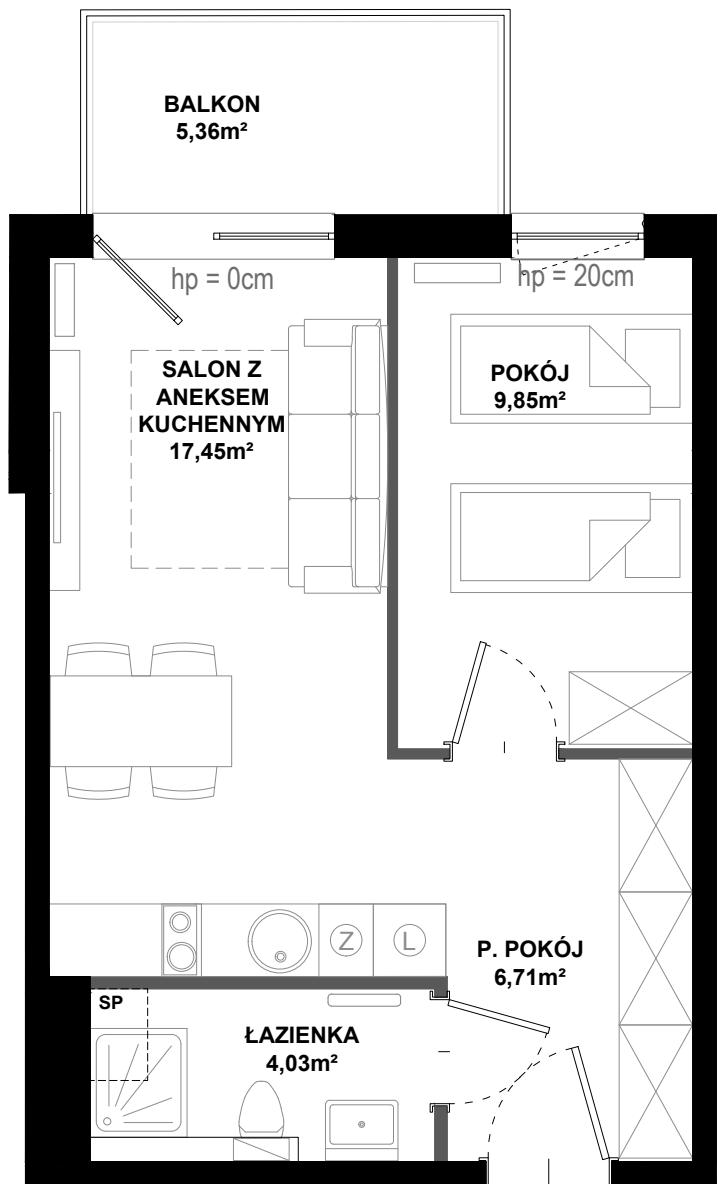 BALKON
5,36m²
hp = 0cm
hp = 20cm
SALON Z
ANEKSEM
KUCHENNYM
17,45m²
POKÓJ
9,85m²
Z
L
P. POKÓJ
6,71m²
SP
ŁAZIENKA
4,03m²